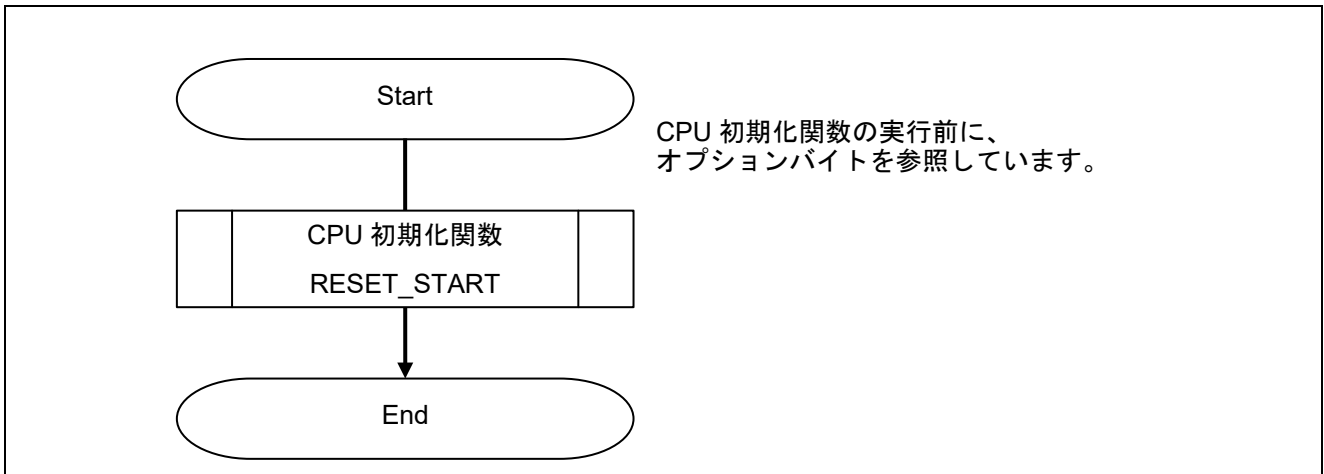 Start
CPU 初期化関数の実行前に、
オプションバイトを参照しています。
CPU 初期化関数
RESET_START
End